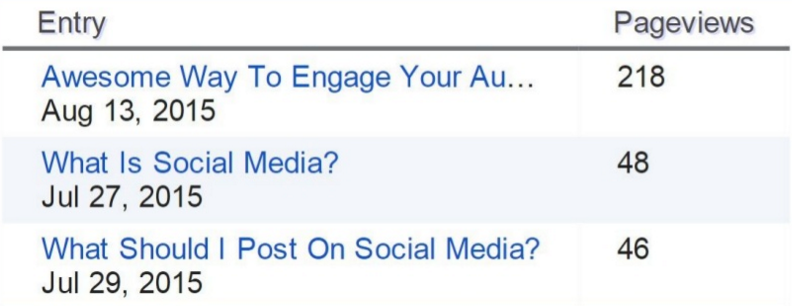 Entry Pageviews
Awesome Way To Engage Your Au... 218
Aug 13, 2015
What Is Social Media? 48
Jul 27, 2015
What Should I Post On Social Media? 46
Jul 29, 2015